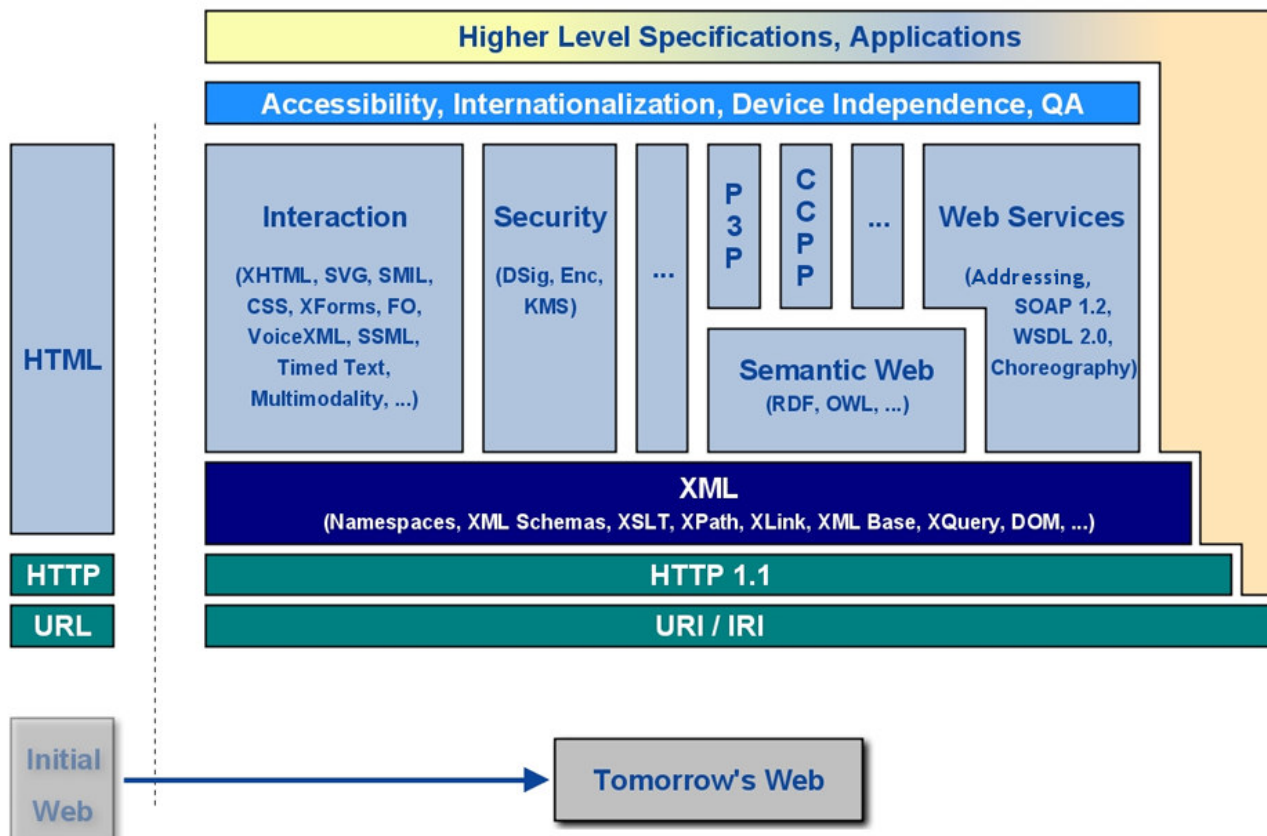 Higher Level Specifications, Applications
Accessibility, Internationalization, Device Independence, QA
HTML
HTTP
URL
Interaction
(XHTML, SVG, SMIL,
CSS, XForms, FO,
VoiceXML, SSML,
Timed Text,
Multimodality, ...)
Security
(DSig, Enc,
KMS)
...
P
3
P
C
C
P
P
...
Web Services
(Addressing,
SOAP 1.2,
WSDL 2.0,
Choreography)
Semantic Web
(RDF, OWL, ...)
XML
(Namespaces, XML Schemas, XSLT, XPath, XLink, XML Base, XQuery, DOM, ...)
HTTP 1.1
URI / IRI
Initial
Web
Tomorrow's Web